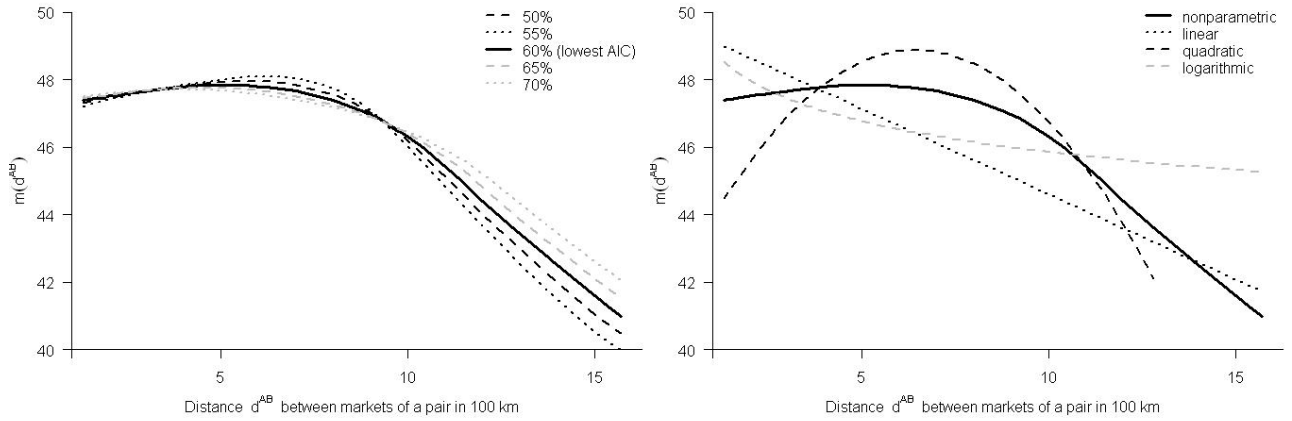 50
48
46
44
42
40
m(d^AB)
50%
55%
60% (lowest AIC)
65%
70%
5
10
15
Distance d^AB between markets of a pair in 100 km
50
48
46
44
42
40
m(d^AB)
nonparametric
linear
quadratic
logarithmic
5
10
15
Distance d^AB between markets of a pair in 100 km